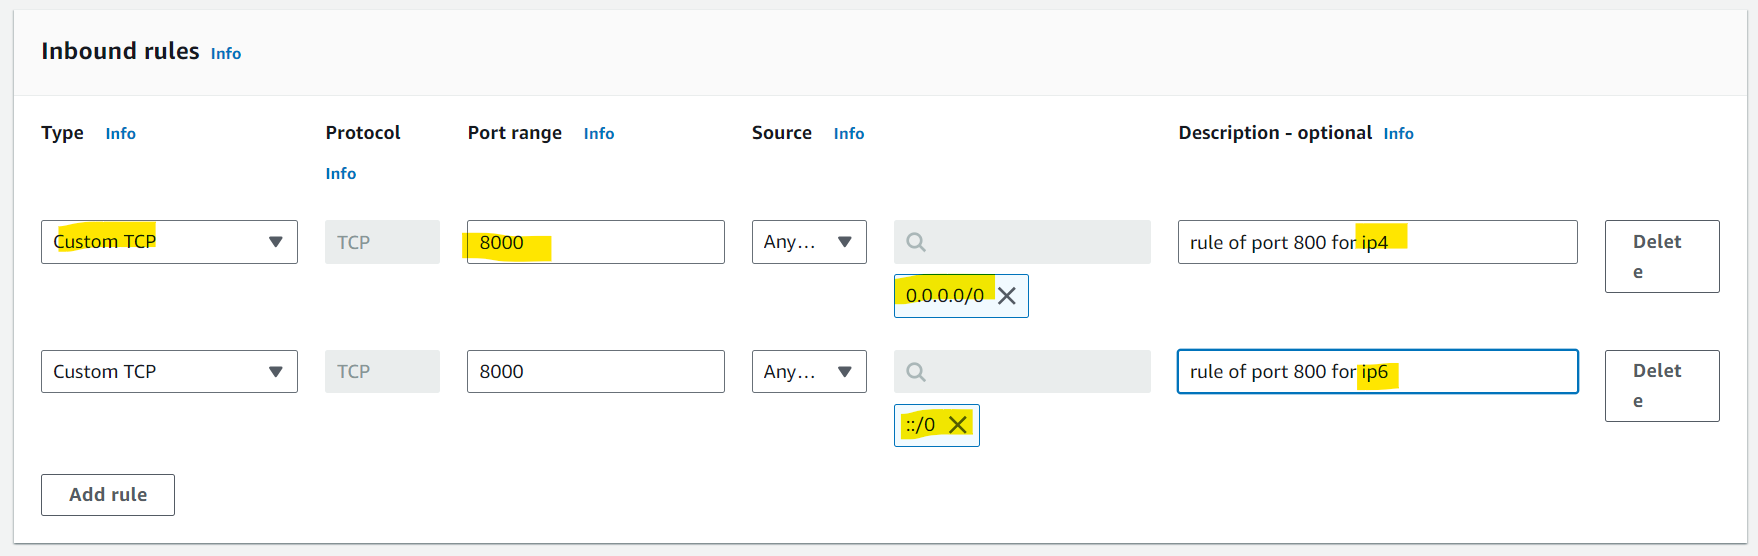 Inbound rules Info
Type Info Protocol Port range Info Source Info Description - optional Info
Info
Custom TCP TCP 8000 Any... rule of port 800 for ip4 Delet
e
0.0.0.0/0
Custom TCP TCP 8000 Any... rule of port 800 for ip6 Delet
e
::/0
Add rule